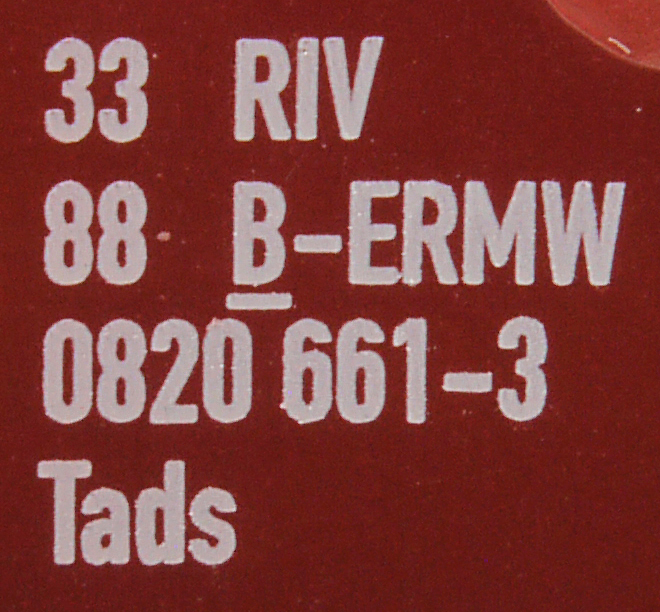 33 RIV
88 B-ERMW
0820 661-3
Tads